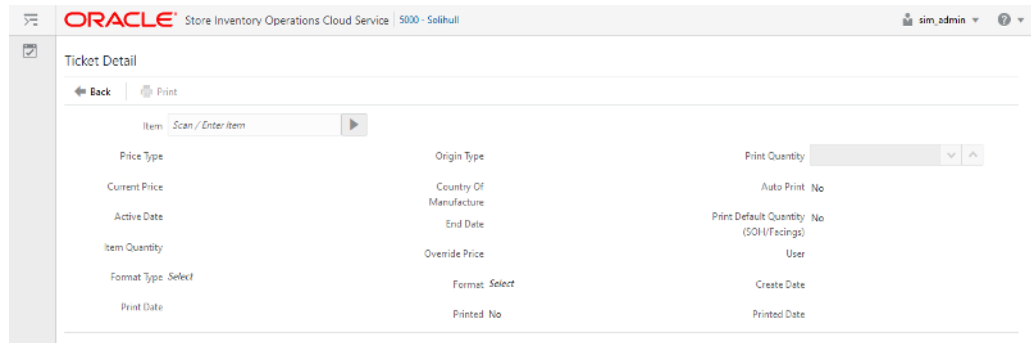 ORACLE® Store Inventory Operations Cloud Service 5000 - Solihull sim_admin
Ticket Detail
Back Print
Item Scan / Enter Item
Price Type Origin Type Print Quantity
Current Price Country Of Manufacture Auto Print No
Active Date End Date Print Default Quantity (SOH/Facings) No
Item Quantity Override Price User
Format Type Select Format Select Create Date
Print Date Printed No Printed Date